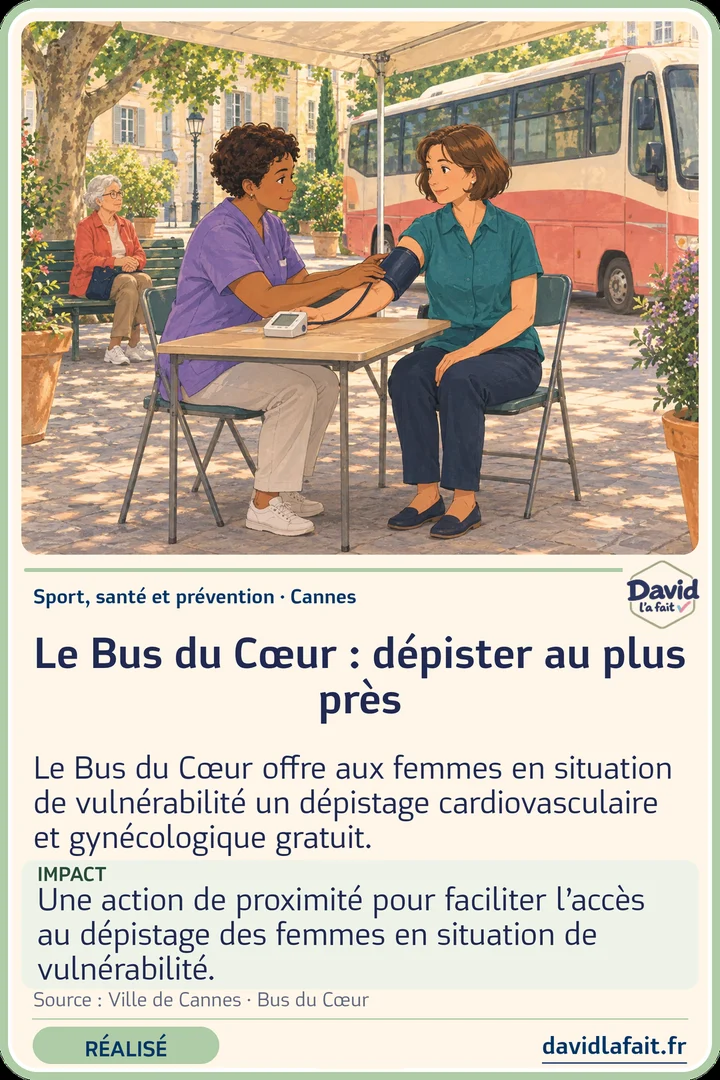 Sport, santé et prévention · Cannes
David
l'a fait
Le Bus du Cœur : dépister au plus
près
Le Bus du Cœur offre aux femmes en situation
de vulnérabilité un dépistage cardiovasculaire
et gynécologique gratuit.
IMPACT
Une action de proximité pour faciliter l’accès
au dépistage des femmes en situation de
vulnérabilité.
Source : Ville de Cannes · Bus du Cœur
RÉALISÉ
davidlafait.fr